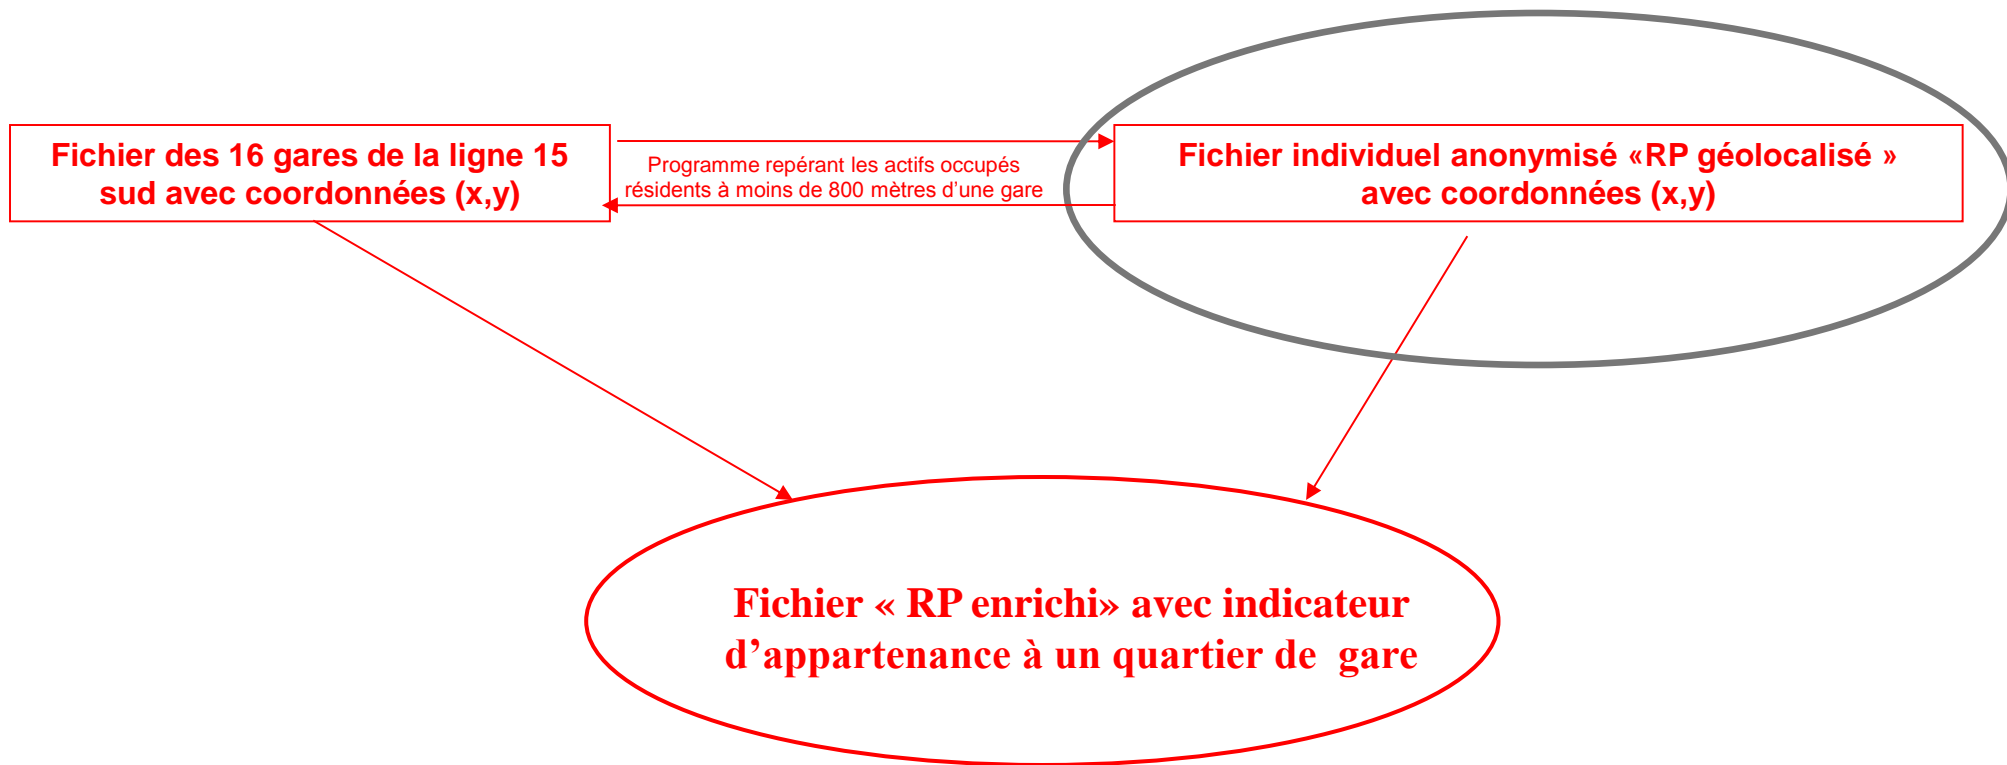 Fichier des 16 gares de la ligne 15
sud avec coordonnées (x,y)
Programme repérant les actifs occupés
résidents à moins de 800 mètres d’une gare
Fichier individuel anonymisé «RP géolocalisé »
avec coordonnées (x,y)
Fichier « RP enrichi» avec indicateur
d’appartenance à un quartier de gare